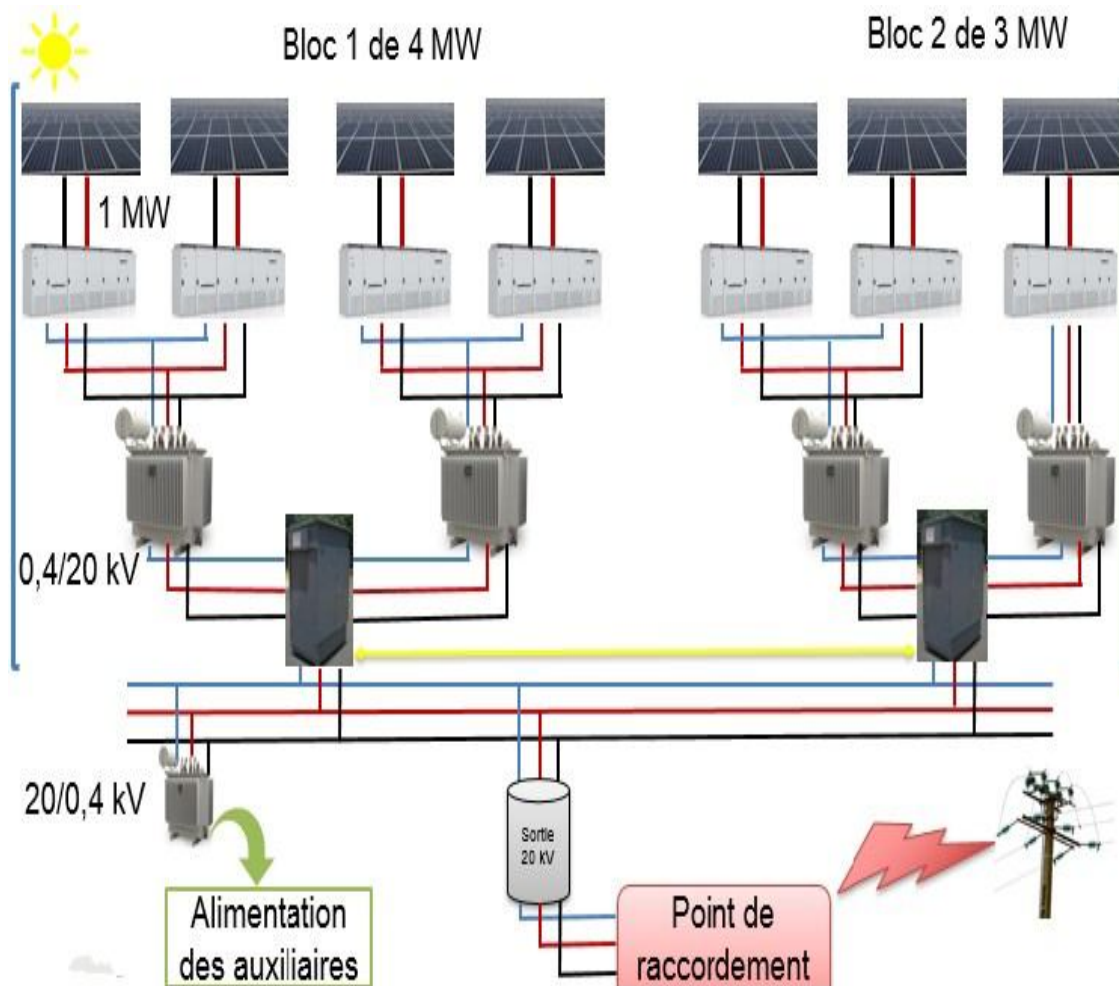 Bloc 1 de 4 MW
Bloc 2 de 3 MW
1 MW
0,4/20 kV
20/0,4 kV
Sortie
20 kV
Alimentation
des auxiliaires
Point de
raccordement